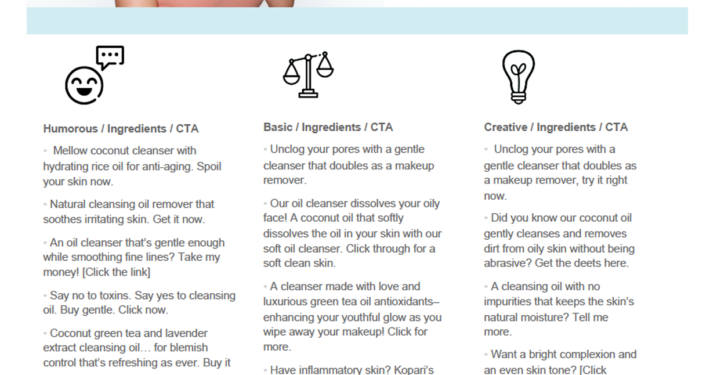 Humorous / Ingredients / CTA
◦ Mellow coconut cleanser with
hydrating rice oil for anti-aging. Spoil
your skin now.
◦ Natural cleansing oil remover that
soothes irritating skin. Get it now.
◦ An oil cleanser that's gentle enough
while smoothing fine lines? Take my
money! [Click the link]
◦ Say no to toxins. Say yes to cleansing
oil. Buy gentle. Click now.
◦ Coconut green tea and lavender
extract cleansing oil… for blemish
control that's refreshing as ever. Buy it
Basic / Ingredients / CTA
◦ Unclog your pores with a gentle
cleanser that doubles as a makeup
remover.
◦ Our oil cleanser dissolves your oily
face! A coconut oil that softly
dissolves the oil in your skin with our
soft oil cleanser. Click through for a
soft clean skin.
◦ A cleanser made with love and
luxurious green tea oil antioxidants–
enhancing your youthful glow as you
wipe away your makeup! Click for
more.
◦ Have inflammatory skin? Kopari's
Creative / Ingredients / CTA
◦ Unclog your pores with a
gentle cleanser that doubles as
a makeup remover, try it right
now.
◦ Did you know our coconut oil
gently cleanses and removes
dirt from oily skin without being
abrasive? Get the deets here.
◦ A cleansing oil with no
impurities that keeps the skin's
natural moisture? Tell me
more.
◦ Want a bright complexion and
an even skin tone? [Click